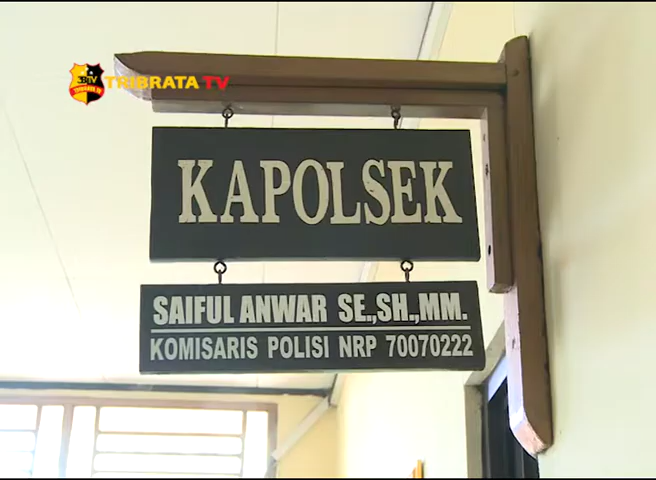 TRIBRATA TV
KAPOLSEK
SAIFUL ANWAR SE.,SH.,MM.
KOMISARIS POLISI NRP 70070222